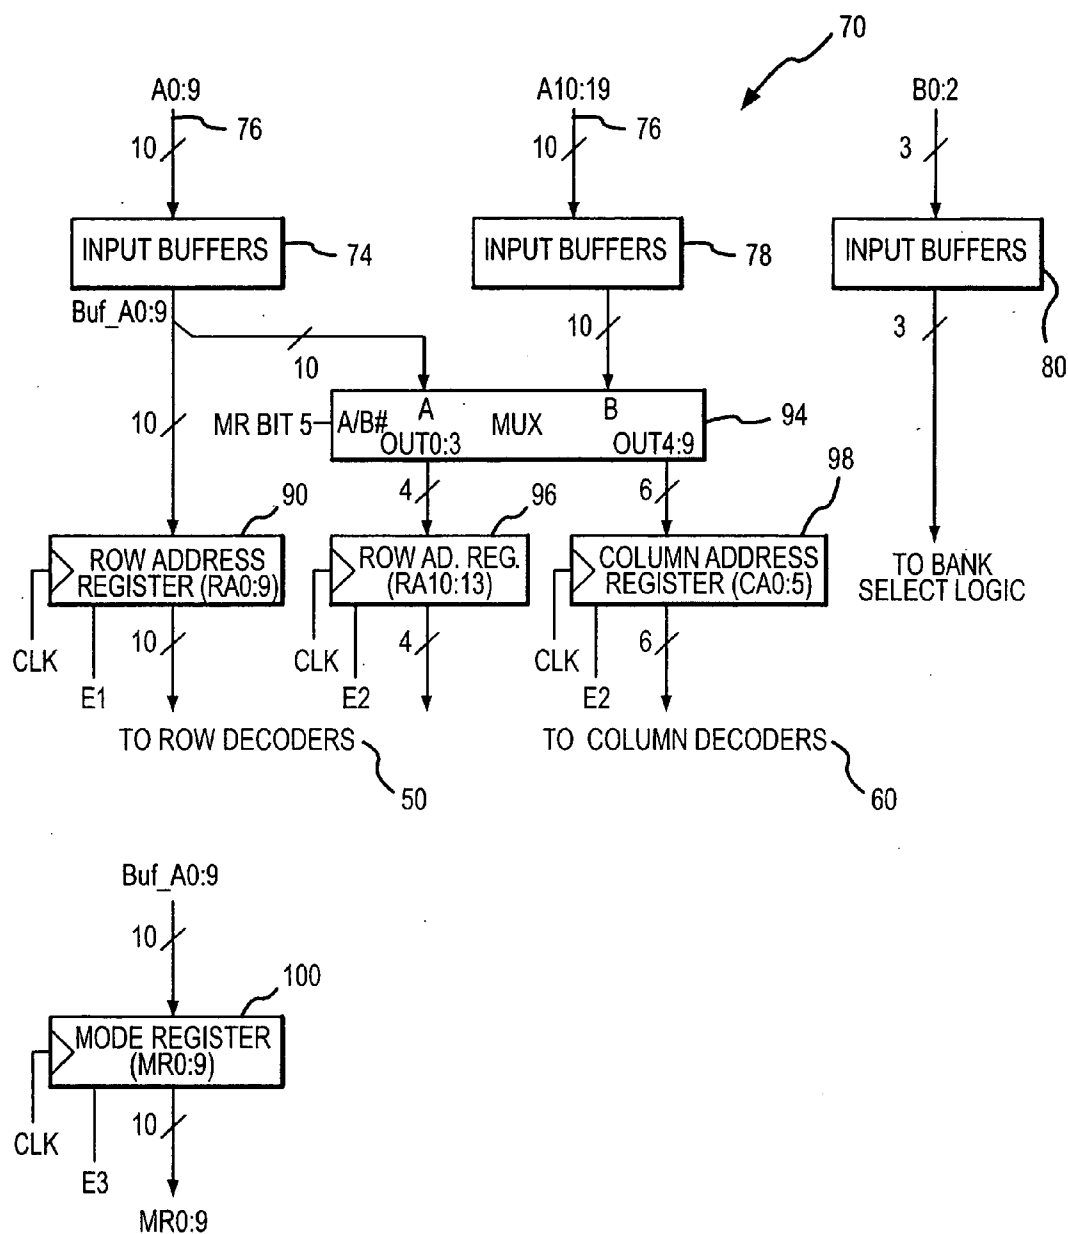 70
A0:9
A10:19
B0:2
76
76
10
10
3
INPUT BUFFERS
74
INPUT BUFFERS
78
INPUT BUFFERS
80
Buf_A0:9
10
10
3
10
MR BIT 5
A/B#
A
MUX
B
OUT0:3
OUT4:9
94
4
6
90
96
98
ROW ADDRESS
REGISTER (RA0:9)
ROW AD. REG.
(RA10:13)
COLUMN ADDRESS
REGISTER (CA0:5)
TO BANK
SELECT LOGIC
CLK
E1
10
CLK
E2
4
CLK
E2
6
TO ROW DECODERS
50
TO COLUMN DECODERS
60
Buf_A0:9
10
100
MODE REGISTER
(MR0:9)
CLK
E3
10
MR0:9